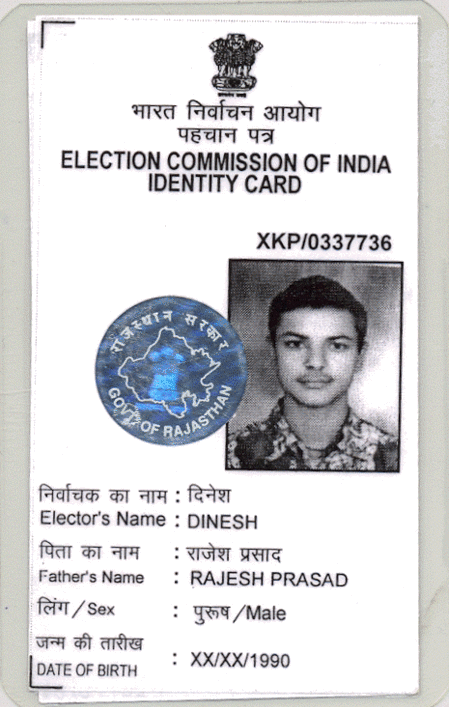 भारत निर्वाचन आयोग
पहचान पत्र
ELECTION COMMISSION OF INDIA
IDENTITY CARD
XKP/0337736
राजस्थान सरकार
GOVT OF RAJASTHAN
निर्वाचक का नाम : दिनेश
Elector's Name : DINESH
पिता का नाम : राजेश प्रसाद
Father's Name : RAJESH PRASAD
लिंग/Sex : पुरूष/Male
जन्म की तारीख
DATE OF BIRTH : XX/XX/1990